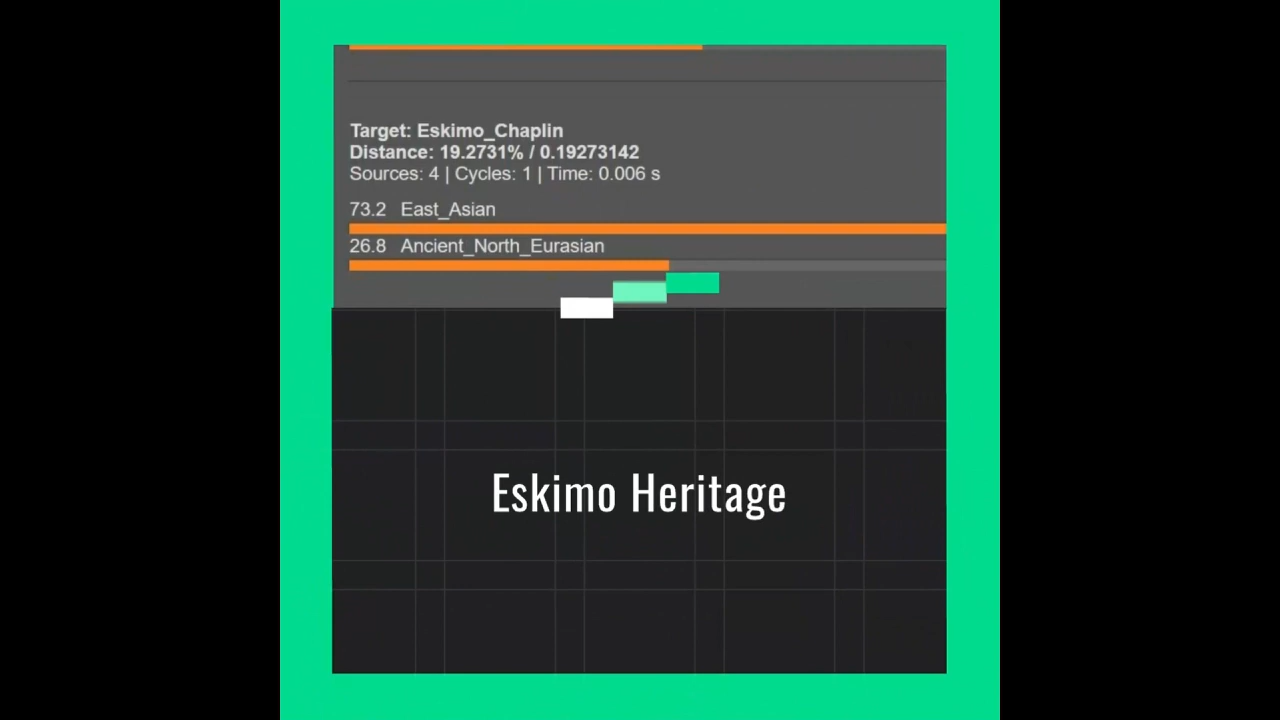 Target: Eskimo_Chaplin
Distance: 19.2731% / 0.19273142
Sources: 4 | Cycles: 1 | Time: 0.006 s
73.2 East_Asian
26.8 Ancient_North_Eurasian
Eskimo Heritage